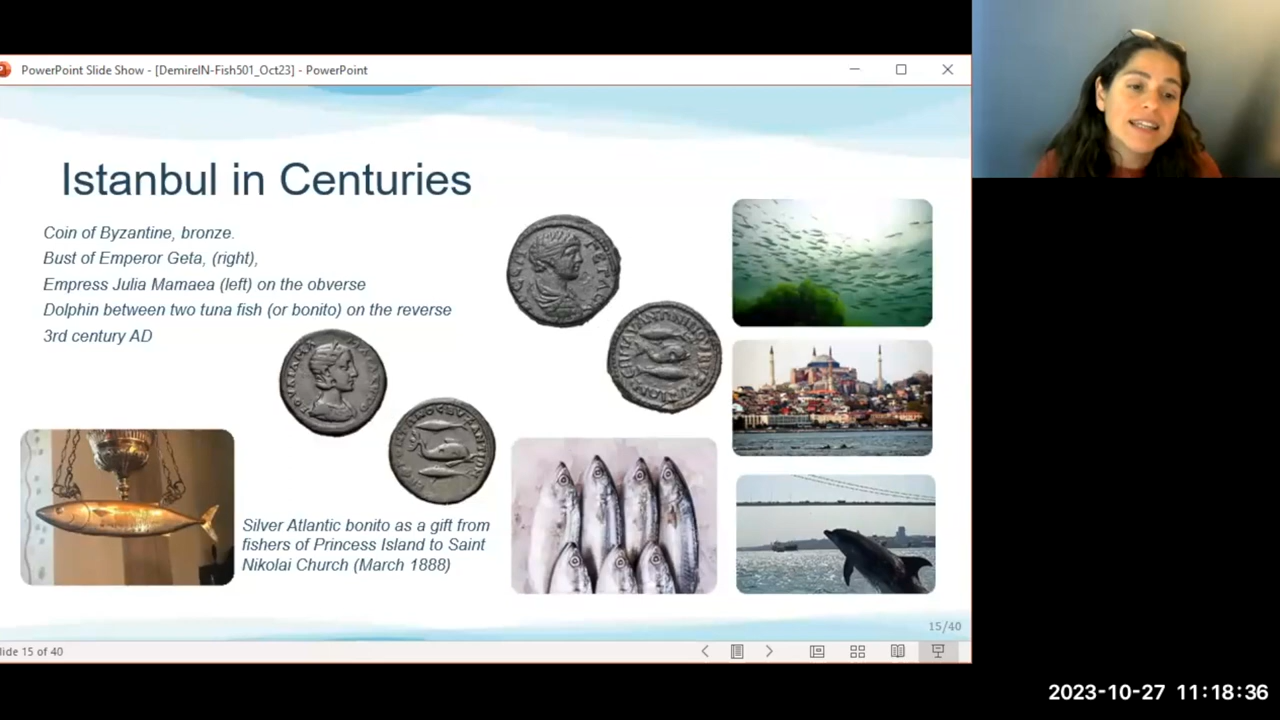 PowerPoint Slide Show - [DemirelN-Fish501_Oct23] - PowerPoint
Istanbul in Centuries
Coin of Byzantine, bronze.
Bust of Emperor Geta, (right),
Empress Julia Mamaea (left) on the obverse
Dolphin between two tuna fish (or bonito) on the reverse
3rd century AD
Silver Atlantic bonito as a gift from
fishers of Princess Island to Saint
Nikolai Church (March 1888)
15/40
lide 15 of 40
2023-10-27 11:18:36